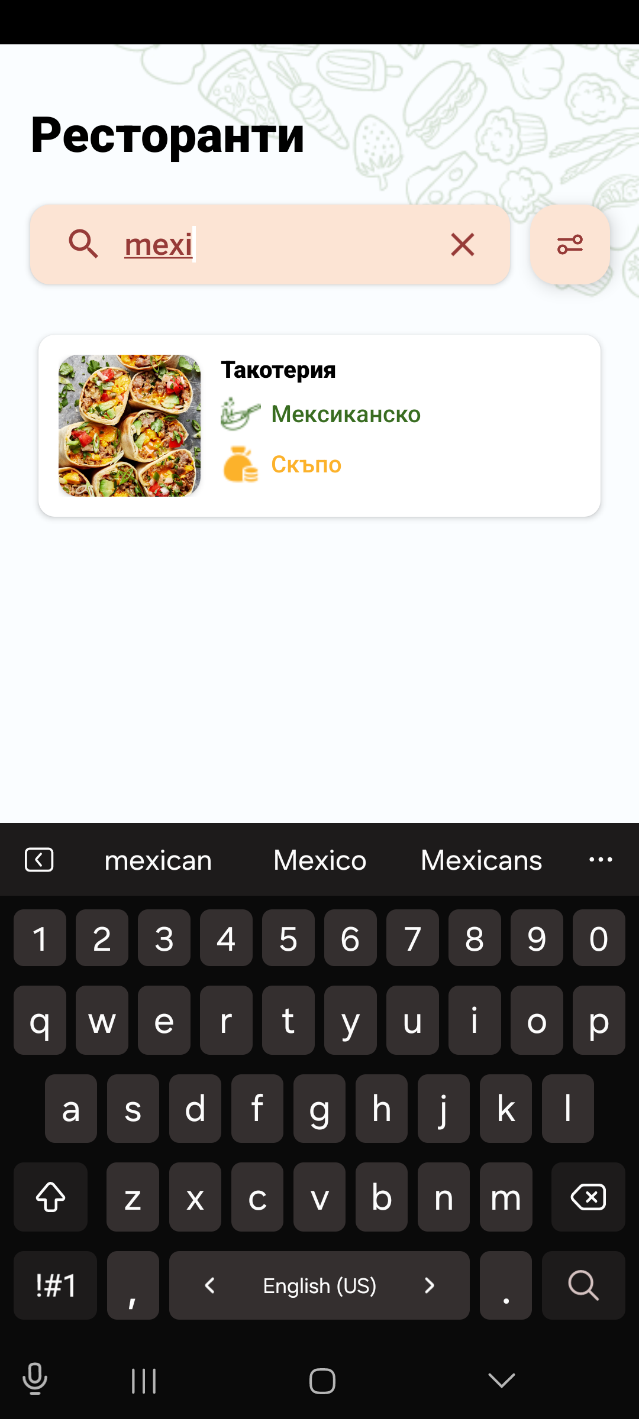 Ресторанти
mexi
Такотерия
Мексиканско
Скъпо
mexican Mexico Mexicans ...
1 2 3 4 5 6 7 8 9 0
q w e r t y u i o p
a s d f g h j k l
z x c v b n m
!#1 , < English (US) > .